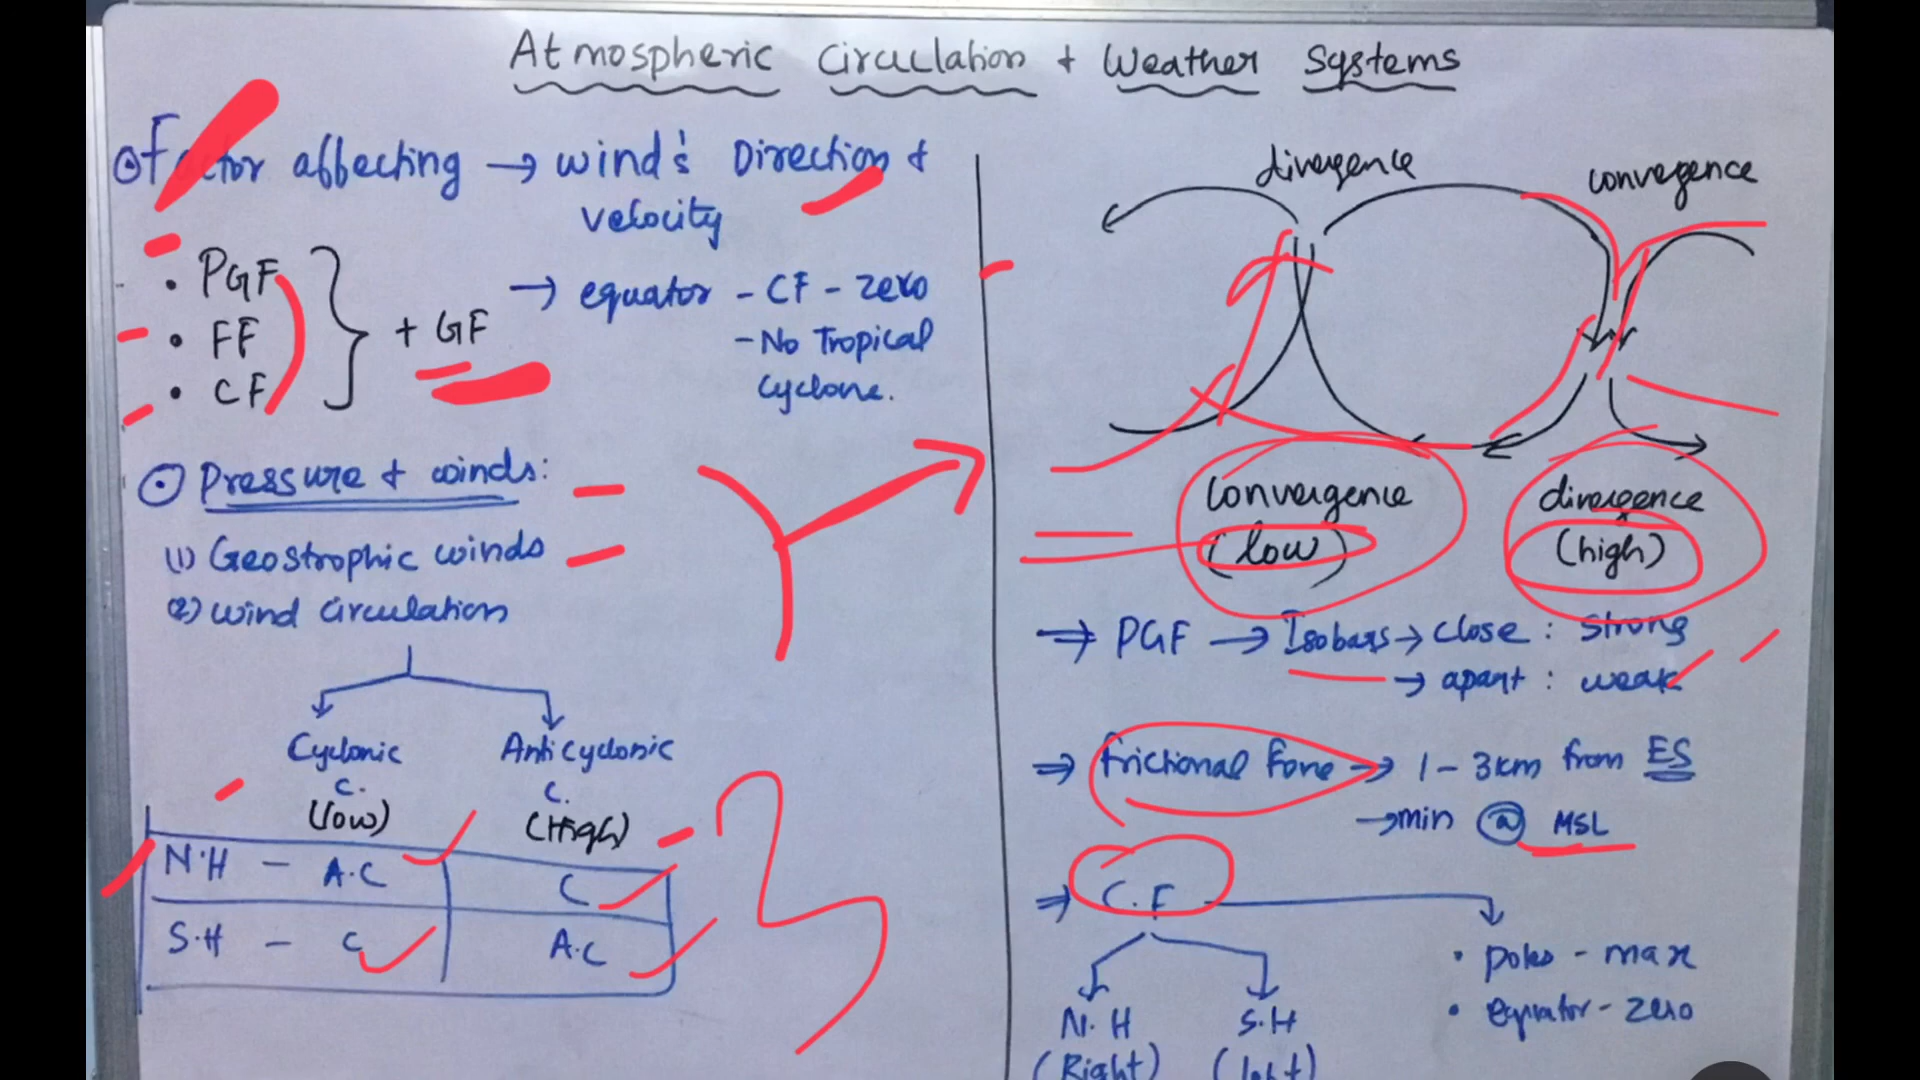 Atmospheric Circulation + Weather Systems
Factor affecting → wind's Direction +
velocity
• PGF
• FF
• CF
+ GF
→ equator - CF - zero
- No Tropical
Cyclone.
Pressure + winds:
(1) Geostrophic winds
(2) wind circulation
Cyclonic
C.
(low)
Anticyclonic
C.
(High)
N.H - A.C
C
S.H - C
A.C
divergence
convergence
convergence
(low)
divergence
(high)
⇒ PGF → Isobars → close : strong
→ apart : weak
⇒ frictional Force → 1-3km from ES
→ min @ MSL
⇒ C.F
• poles - max
• equator - zero
N.H
(Right)
S.H
(left)